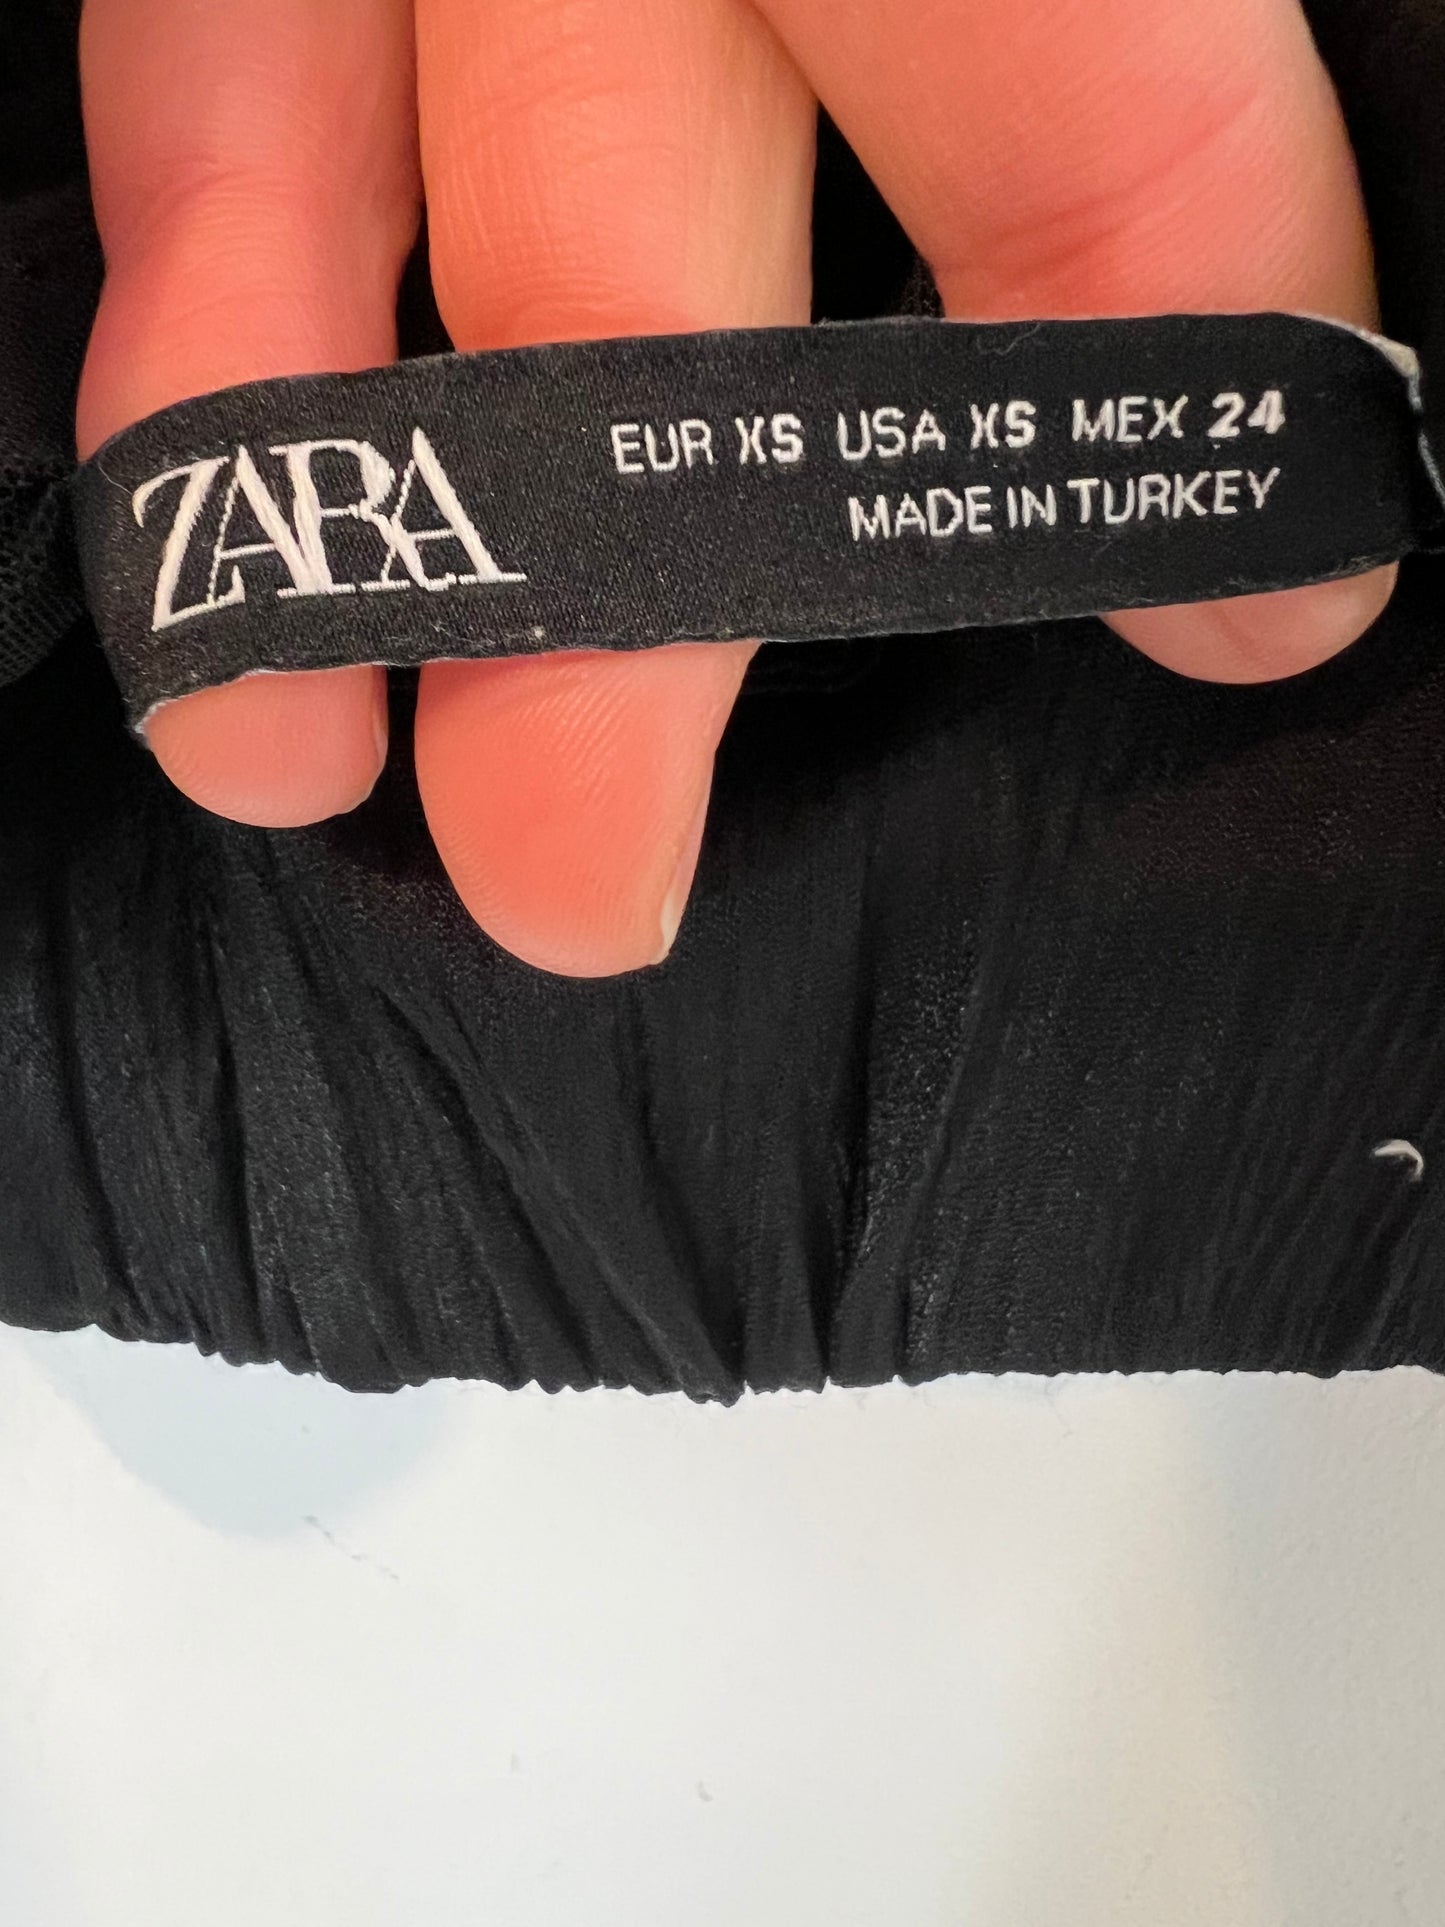 ZARA
EUR XS USA XS MEX 24
MADE IN TURKEY